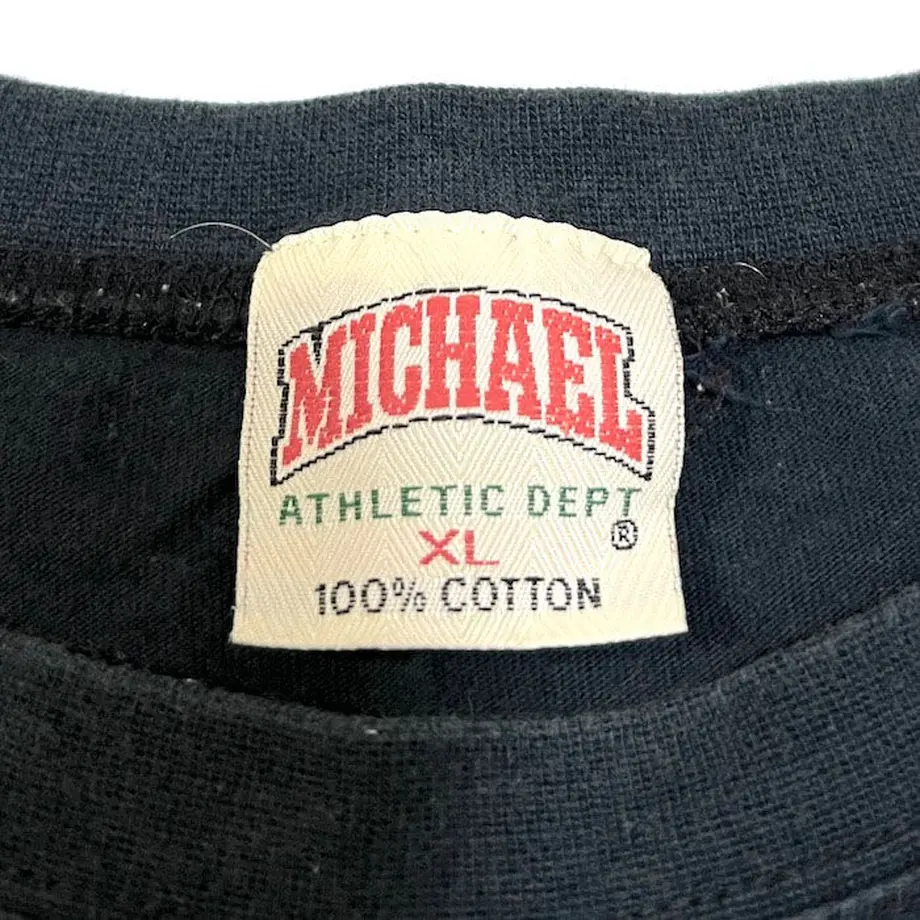 MICHAEL
ATHLETIC DEPT
®
XL
100% COTTON